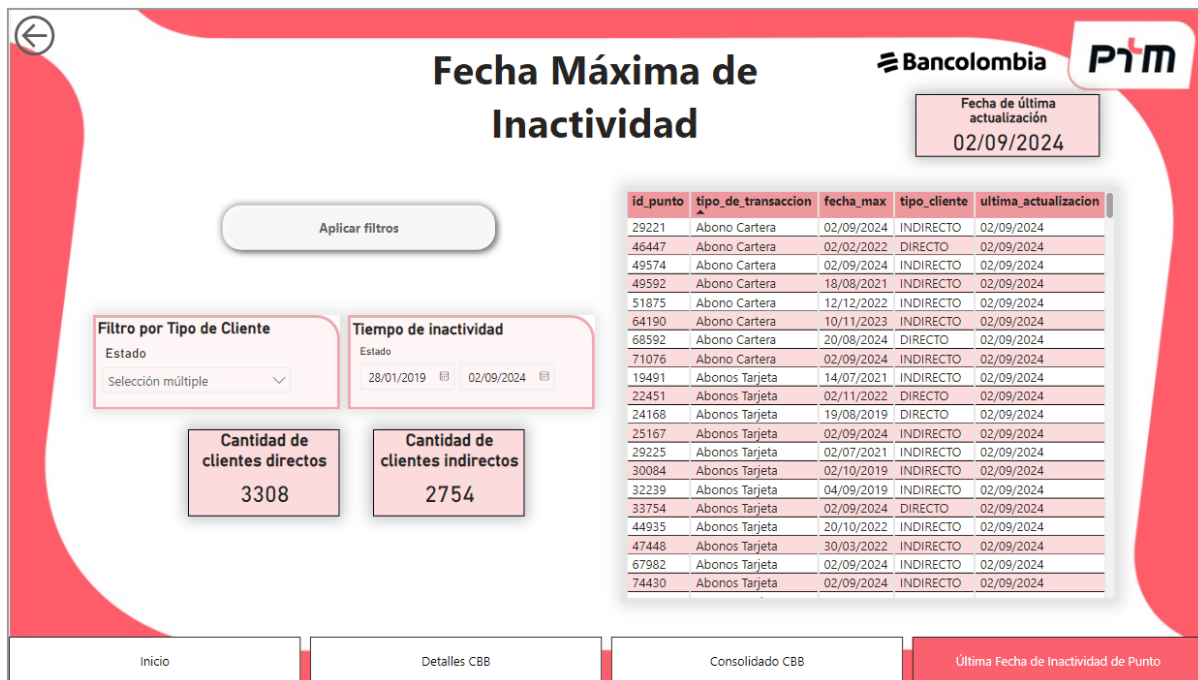 Fecha Máxima de
Inactividad
Bancolombia
PTM
Fecha de última
actualización
02/09/2024
Aplicar filtros
Filtro por Tipo de Cliente
Estado
Selección múltiple
Tiempo de inactividad
Estado
28/01/2019 02/09/2024
Cantidad de
clientes directos
3308
Cantidad de
clientes indirectos
2754
id_punto tipo_de_transaccion fecha_max tipo_cliente ultima_actualizacion
29221 Abono Cartera 02/09/2024 INDIRECTO 02/09/2024
46447 Abono Cartera 02/02/2022 DIRECTO 02/09/2024
49574 Abono Cartera 02/09/2024 INDIRECTO 02/09/2024
49592 Abono Cartera 18/08/2021 INDIRECTO 02/09/2024
51875 Abono Cartera 12/12/2022 INDIRECTO 02/09/2024
64190 Abono Cartera 10/11/2023 INDIRECTO 02/09/2024
68592 Abono Cartera 20/08/2024 DIRECTO 02/09/2024
71076 Abono Cartera 02/09/2024 INDIRECTO 02/09/2024
19491 Abonos Tarjeta 14/07/2021 INDIRECTO 02/09/2024
22451 Abonos Tarjeta 02/11/2022 DIRECTO 02/09/2024
24168 Abonos Tarjeta 19/08/2019 DIRECTO 02/09/2024
25167 Abonos Tarjeta 02/09/2024 INDIRECTO 02/09/2024
29225 Abonos Tarjeta 02/07/2021 INDIRECTO 02/09/2024
30084 Abonos Tarjeta 02/10/2019 INDIRECTO 02/09/2024
32239 Abonos Tarjeta 04/09/2019 INDIRECTO 02/09/2024
33754 Abonos Tarjeta 02/09/2024 DIRECTO 02/09/2024
44935 Abonos Tarjeta 20/10/2022 INDIRECTO 02/09/2024
47448 Abonos Tarjeta 30/03/2022 INDIRECTO 02/09/2024
67982 Abonos Tarjeta 02/09/2024 INDIRECTO 02/09/2024
74430 Abonos Tarjeta 02/09/2024 INDIRECTO 02/09/2024
Inicio
Detalles CBB
Consolidado CBB
Última Fecha de Inactividad de Punto